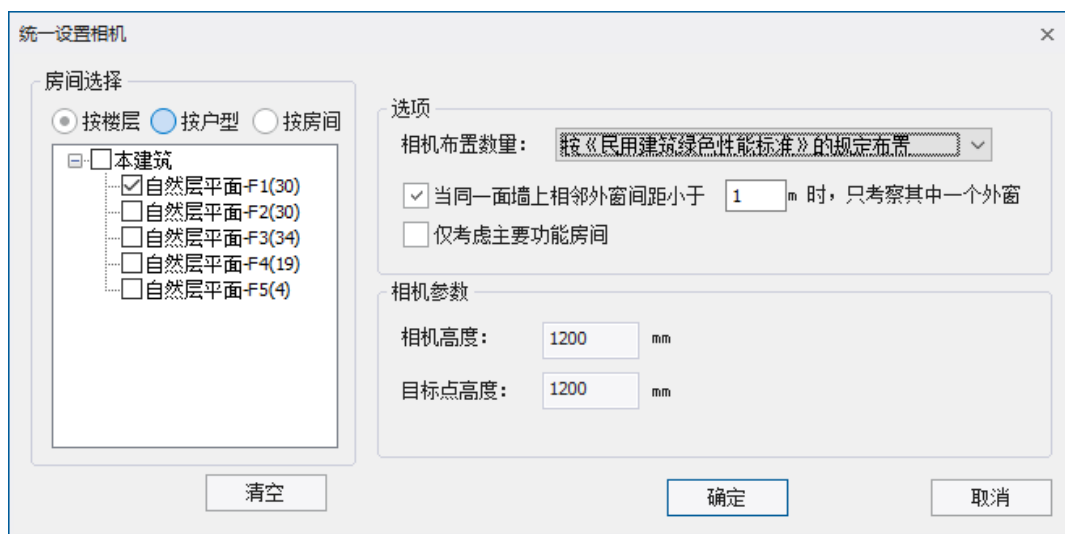 统一设置相机
房间选择
按楼层 按户型 按房间
本建筑
自然层平面-F1(30)
自然层平面-F2(30)
自然层平面-F3(34)
自然层平面-F4(19)
自然层平面-F5(4)
清空
选项
相机布置数量：
按《民用建筑绿色性能标准》的规定布置
当同一面墙上相邻外窗间距小于 1 m 时，只考察其中一个外窗
仅考虑主要功能房间
相机参数
相机高度： 1200 mm
目标点高度： 1200 mm
确定 取消